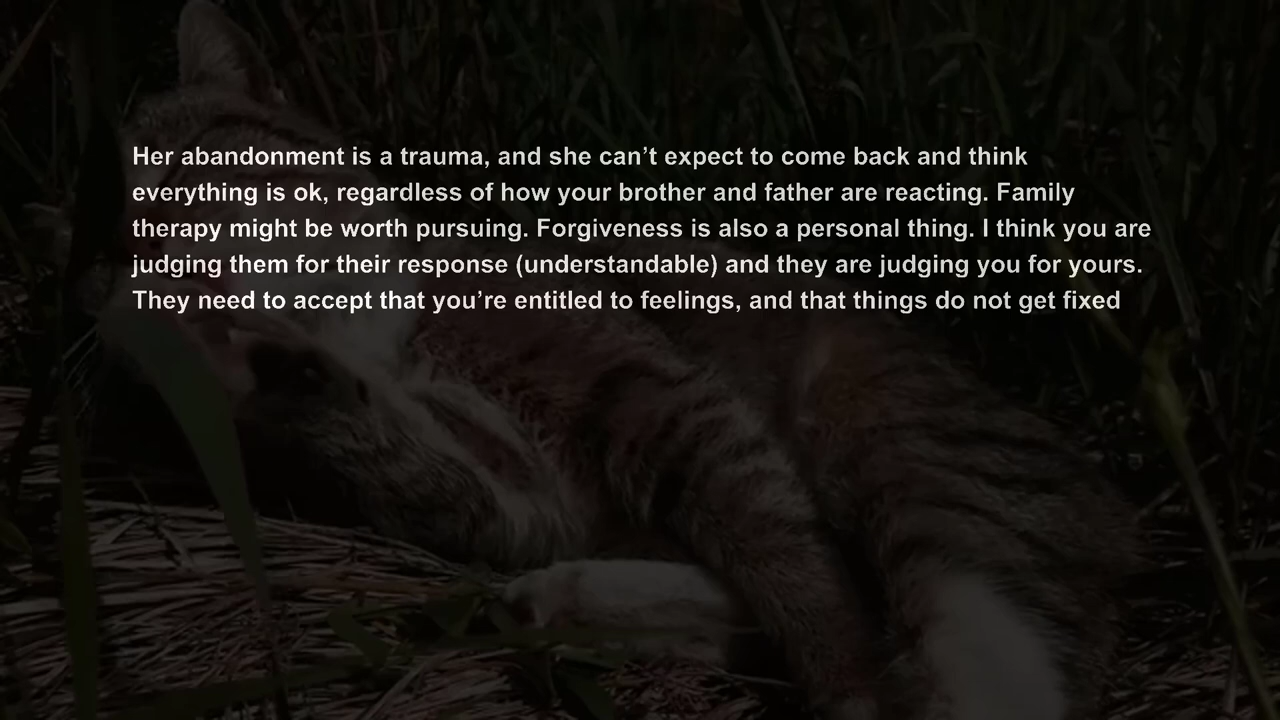 Her abandonment is a trauma, and she can’t expect to come back and think
everything is ok, regardless of how your brother and father are reacting. Family
therapy might be worth pursuing. Forgiveness is also a personal thing. I think you are
judging them for their response (understandable) and they are judging you for yours.
They need to accept that you’re entitled to feelings, and that things do not get fixed